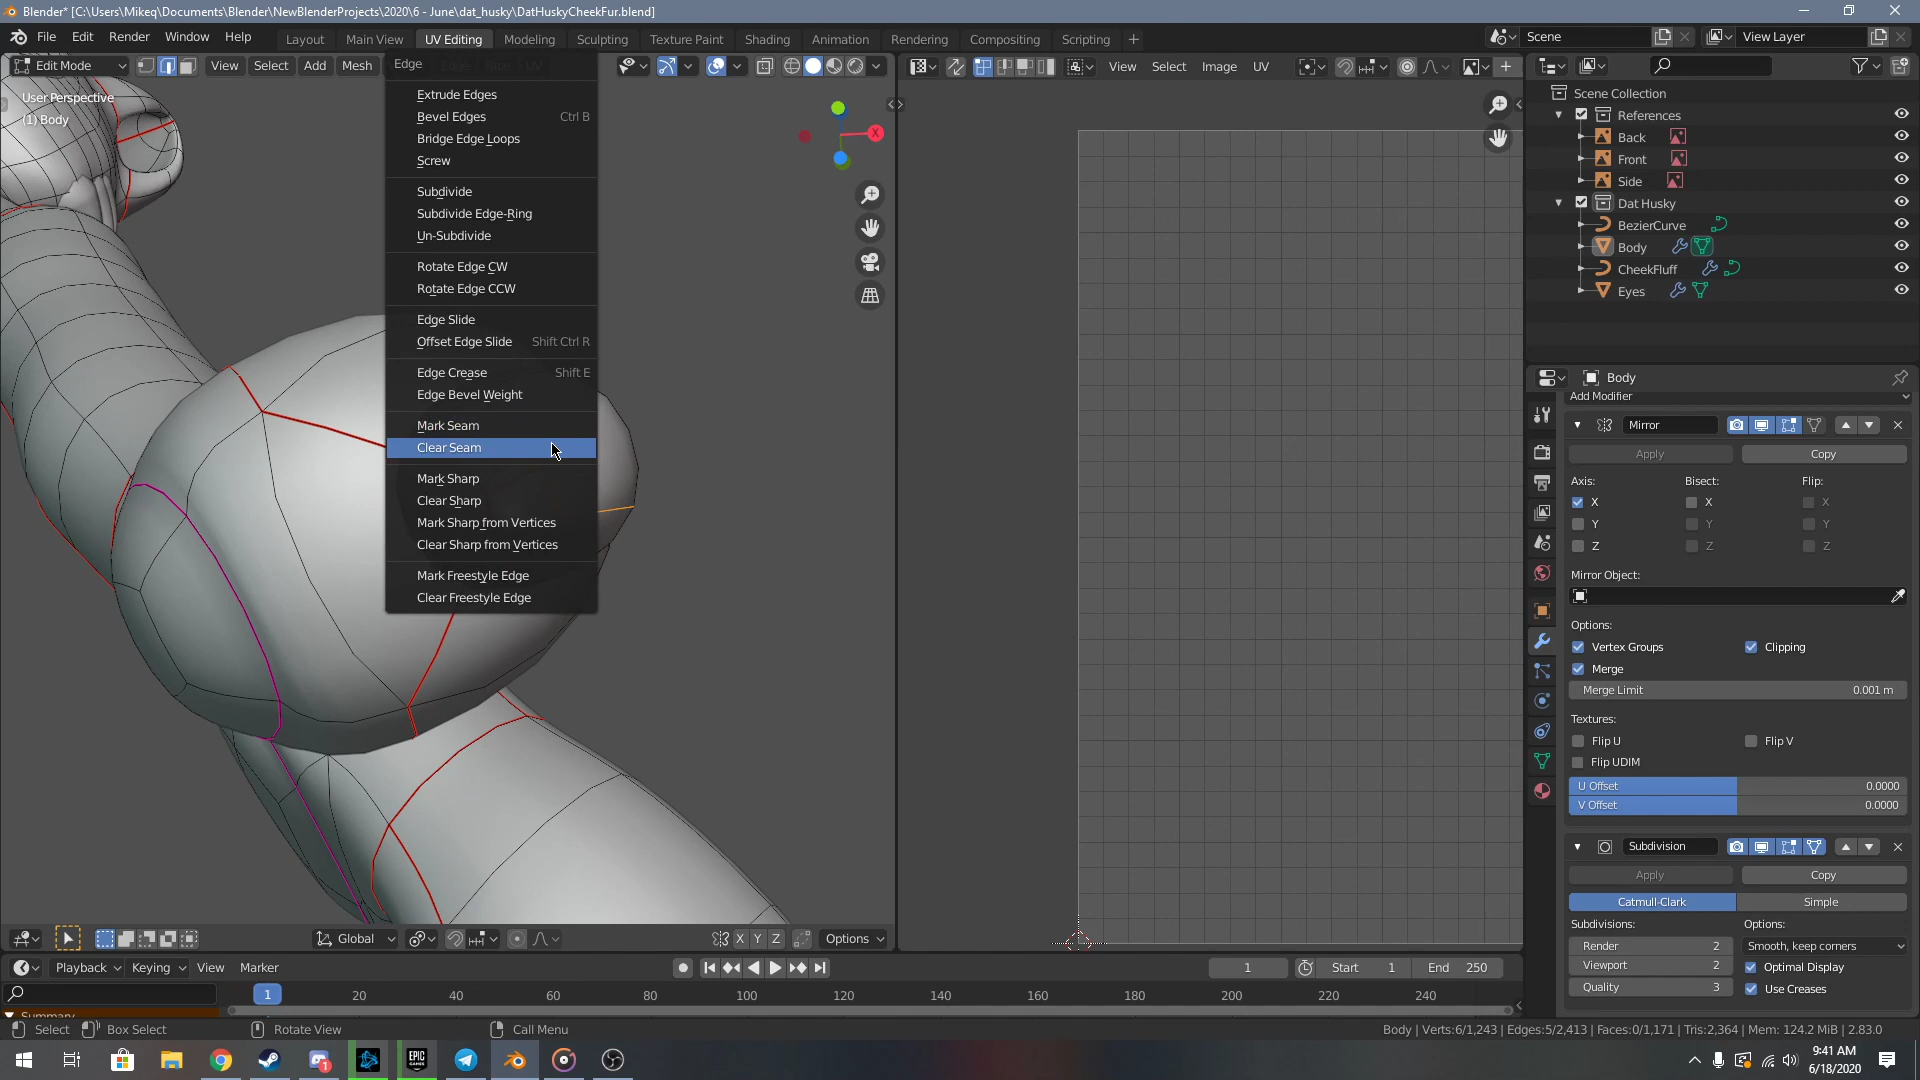 Blender* [C:\Users\Mikeq\Documents\Blender\NewBlenderProjects\2020\6 - June\dat_husky\DatHuskyCheekFur.blend]
File Edit Render Window Help
Layout Main View UV Editing Modeling Sculpting Texture Paint Shading Animation Rendering Compositing Scripting +
Scene
View Layer
Edit Mode View Select Add Mesh
Edge
View Select Image UV
User Perspective
(1) Body
Extrude Edges
Bevel Edges Ctrl B
Bridge Edge Loops
Screw
Subdivide
Subdivide Edge-Ring
Un-Subdivide
Rotate Edge CW
Rotate Edge CCW
Edge Slide
Offset Edge Slide Shift Ctrl R
Edge Crease Shift E
Edge Bevel Weight
Mark Seam
Clear Seam
Mark Sharp
Clear Sharp
Mark Sharp from Vertices
Clear Sharp from Vertices
Mark Freestyle Edge
Clear Freestyle Edge
X
Scene Collection
References
Back
Front
Side
Dat Husky
BezierCurve
Body
CheekFluff
Eyes
Body
Add Modifier
Mirror
Apply Copy
Axis: Bisect: Flip:
X X X
Y Y Y
Z Z Z
Mirror Object:
Options:
Vertex Groups Clipping
Merge
Merge Limit 0.001 m
Textures:
Flip U Flip V
Flip UDIM
U Offset 0.0000
V Offset 0.0000
Subdivision
Apply Copy
Catmull-Clark Simple
Subdivisions: Options:
Render 2 Smooth, keep corners
Viewport 2 Optimal Display
Quality 3 Use Creases
Global X Y Z Options
Playback Keying View Marker
1 Start 1 End 250
1 20 40 60 80 100 120 140 160 180 200 220 240
Summary
Select Box Select Rotate View Call Menu
Body | Verts:6/1,243 | Edges:5/2,413 | Faces:0/1,171 | Tris:2,364 | Mem: 124.2 MiB | 2.83.0
EPIC GAMES
1
9:41 AM
6/18/2020